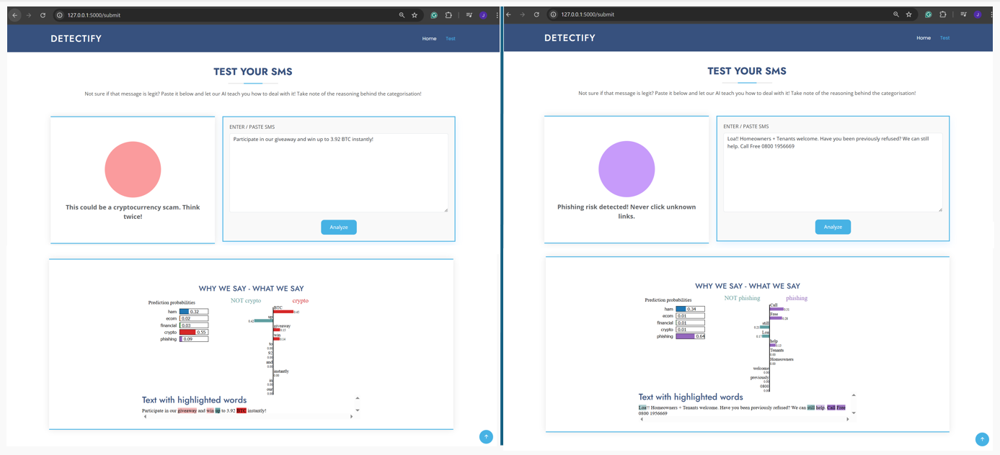 127.0.0.1:5000/submit
DETECTIFY
Home
Test
TEST YOUR SMS
Not sure if that message is legit? Paste it below and let our AI teach you how to deal with it! Take note of the reasoning behind the categorisation!
This could be a cryptocurrency scam. Think
twice!
ENTER / PASTE SMS
Participate in our giveaway and win up to 3.92 BTC instantly!
Analyze
WHY WE SAY - WHAT WE SAY
Prediction probabilities
ham 0.32
ecom 0.02
financial 0.03
crypto 0.55
phishing 0.09
NOT crypto
crypto
BTC
0.45
up
0.42
giveaway
0.15
win
0.14
to
0.00
92
0.00
and
0.00
instantly
0.00
in
0.00
our
0.00
Text with highlighted words
Participate in our giveaway and win up to 3.92 BTC instantly!
127.0.0.1:5000/submit
DETECTIFY
Home
Test
TEST YOUR SMS
Not sure if that message is legit? Paste it below and let our AI teach you how to deal with it! Take note of the reasoning behind the categorisation!
Phishing risk detected! Never click unknown
links.
ENTER / PASTE SMS
Loa!! Homeowners + Tenants welcome. Have you been previously refused? We can still
help. Call Free 0800 1956669
Analyze
WHY WE SAY - WHAT WE SAY
Prediction probabilities
ham 0.34
ecom 0.01
financial 0.01
crypto 0.01
phishing 0.64
NOT phishing
phishing
Call
0.31
Free
0.28
still
0.21
Loa
0.17
help
0.13
Tenants
0.00
Homeowners
0.00
welcome
0.00
previously
0.00
0800
0.00
Text with highlighted words
Loa!! Homeowners + Tenants welcome. Have you been previously refused? We can still help. Call Free
0800 1956669